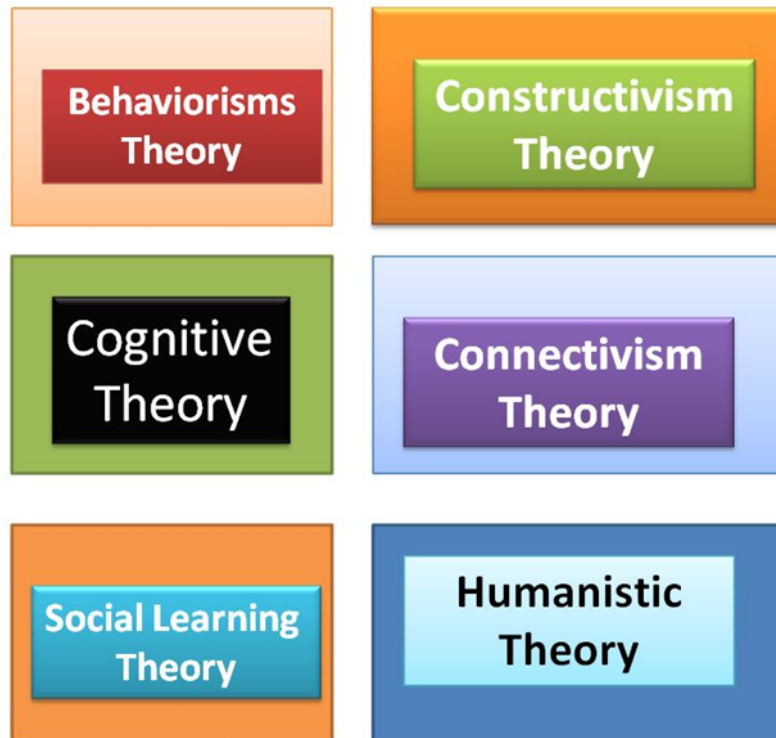 Behaviorisms
Theory
Constructivism
Theory
Cognitive
Theory
Connectivism
Theory
Social Learning
Theory
Humanistic
Theory